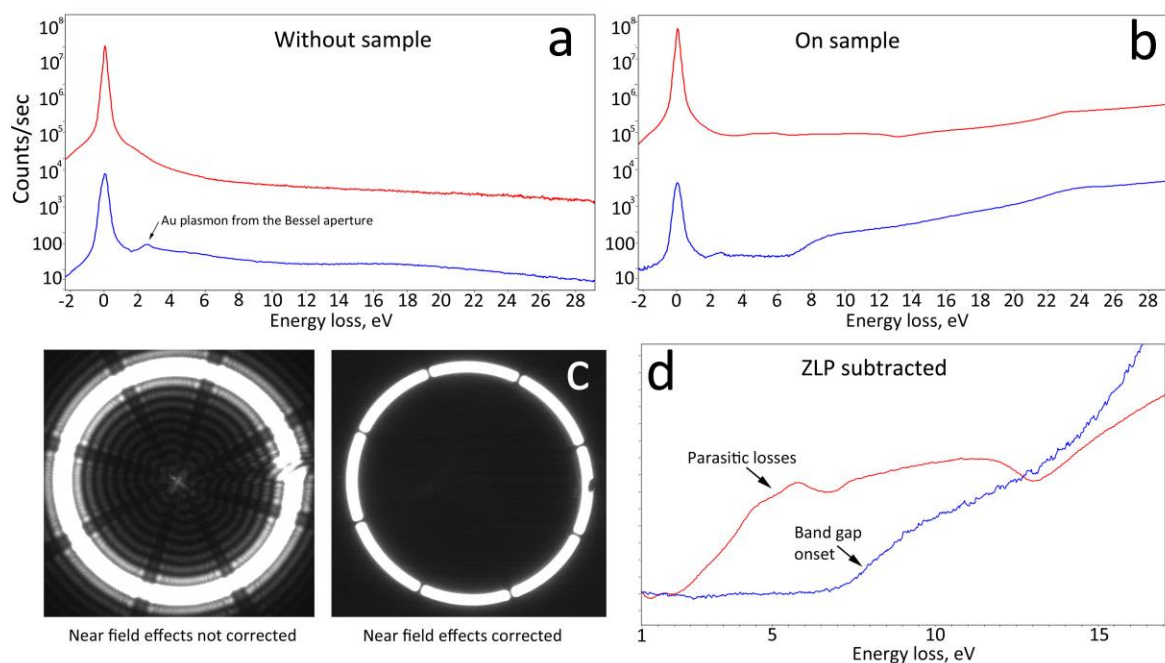 Without sample
a
10⁸
10⁷
10⁶
10⁵
10⁴
10³
100
10
Counts/sec
Au plasmon from the Bessel aperture
-2 0 2 4 6 8 10 12 14 16 18 20 22 24 26 28
Energy loss, eV
On sample
b
10⁸
10⁷
10⁶
10⁵
10⁴
10³
100
10
-2 0 2 4 6 8 10 12 14 16 18 20 22 24 26 28
Energy loss, eV
c
Near field effects not corrected
Near field effects corrected
d
ZLP subtracted
Parasitic losses
Band gap
onset
1 5 10 15
Energy loss, eV